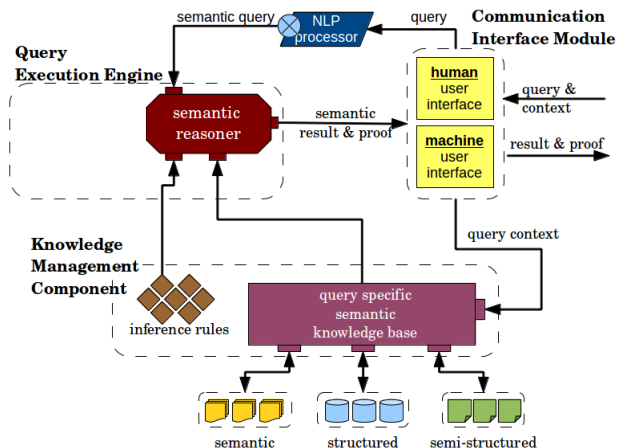 semantic query
NLP
processor
query
Communication
Interface Module
Query
Execution Engine
human
user
interface
query &
context
semantic
reasoner
semantic
result & proof
machine
user
interface
result & proof
query context
Knowledge
Management
Component
query specific
semantic
knowledge base
inference rules
semantic
structured
semi-structured